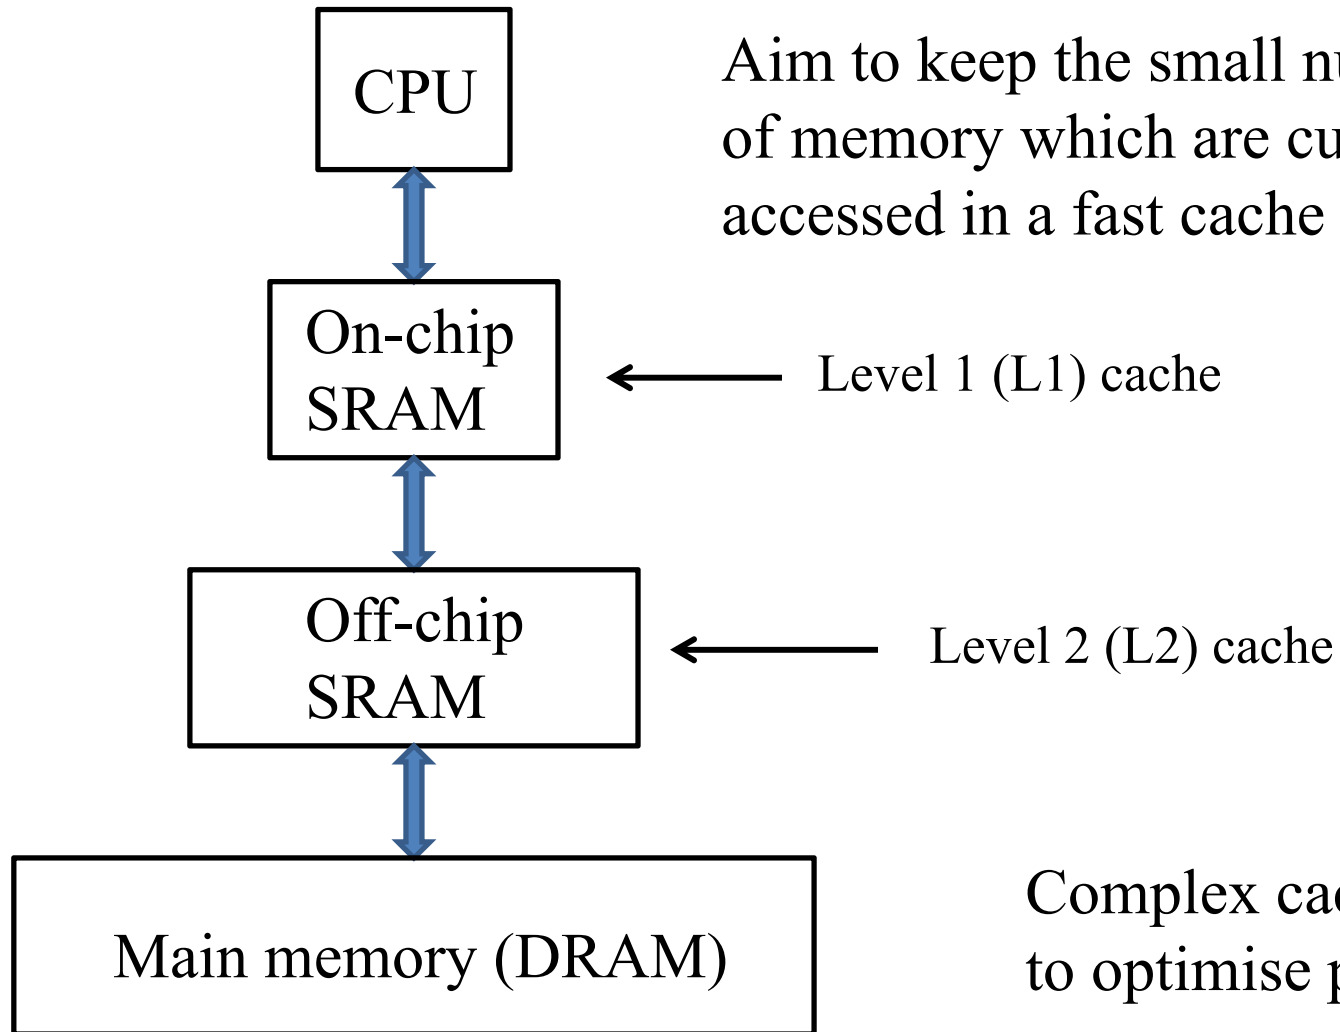 CPU
Aim to keep the small
of memory which are
accessed in a fast cache
On-chip
SRAM
Level 1 (L1) cache
Off-chip
SRAM
Level 2 (L2) cache
Main memory (DRAM)
Complex
to optimise